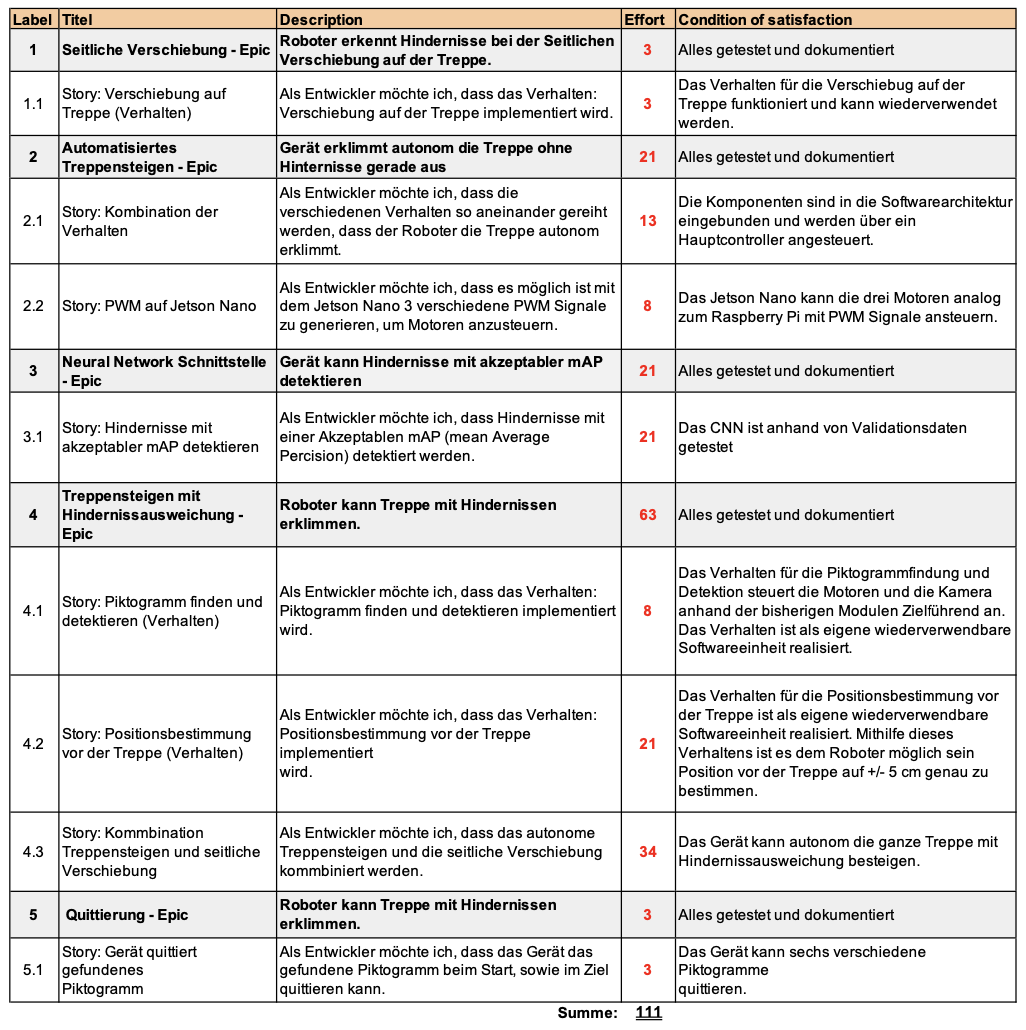 Label Titel Description Effort Condition of satisfaction
1 Seitliche Verschiebung - Epic Roboter erkennt Hindernisse bei der Seitlichen
Verschiebung auf der Treppe. 3 Alles getestet und dokumentiert
1.1 Story: Verschiebung auf
Treppe (Verhalten)
Als Entwickler möchte ich, dass das Verhalten:
Verschiebung auf der Treppe implementiert wird.
3
Das Verhalten für die Verschiebug auf der
Treppe funktioniert und kann wiederverwendet
werden.
2
Automatisiertes
Treppensteigen - Epic
Gerät erklimmt autonom die Treppe ohne
Hinternisse gerade aus
21
Alles getestet und dokumentiert
2.1
Story: Kombination der
Verhalten
Als Entwickler möchte ich, dass die
verschiedenen Verhalten so aneinander gereiht
werden, dass der Roboter die Treppe autonom
erklimmt.
13
Die Komponenten sind in die Softwarearchitektur
eingebunden und werden über ein
Hauptcontroller angesteuert.
2.2
Story: PWM auf Jetson Nano
Als Entwickler möchte ich, dass es möglich ist mit
dem Jetson Nano 3 verschiedene PWM Signale
zu generieren, um Motoren anzusteuern.
8
Das Jetson Nano kann die drei Motoren analog
zum Raspberry Pi mit PWM Signale ansteuern.
3
Neural Network Schnittstelle
- Epic
Gerät kann Hindernisse mit akzeptabler mAP
detektieren
21
Alles getestet und dokumentiert
3.1
Story: Hindernisse mit
akzeptabler mAP detektieren
Als Entwickler möchte ich, dass Hindernisse mit
einer Akzeptablen mAP (mean Average
Percision) detektiert werden.
21
Das CNN ist anhand von Validationsdaten
getestet
4
Treppensteigen mit
Hindernissausweichung -
Epic
Roboter kann Treppe mit Hindernissen
erklimmen.
63
Alles getestet und dokumentiert
4.1
Story: Piktogramm finden und
detektieren (Verhalten)
Als Entwickler möchte ich, dass das Verhalten:
Piktogramm finden und detektieren implementiert
wird.
8
Das Verhalten für die Piktogrammfindung und
Detektion steuert die Motoren und die Kamera
anhand der bisherigen Modulen Zielführend an.
Das Verhalten ist als eigene wiederverwendbare
Softwareeinheit realisiert.
4.2
Story: Positionsbestimmung
vor der Treppe (Verhalten)
Als Entwickler möchte ich, dass das Verhalten:
Positionsbestimmung vor der Treppe
implementiert
wird.
21
Das Verhalten für die Positionsbestimmung vor
der Treppe ist als eigene wiederverwendbare
Softwareeinheit realisiert. Mithilfe dieses
Verhaltens ist es dem Roboter möglich sein
Position vor der Treppe auf +/- 5 cm genau zu
bestimmen.
4.3
Story: Kommbination
Treppensteigen und seitliche
Verschiebung
Als Entwickler möchte ich, dass das autonome
Treppensteigen und die seitliche Verschiebung
kommbiniert werden.
34
Das Gerät kann autonom die ganze Treppe mit
Hindernissausweichung besteigen.
5
Quittierung - Epic
Roboter kann Treppe mit Hindernissen
erklimmen.
3
Alles getestet und dokumentiert
5.1
Story: Gerät quittiert
gefundenes
Piktogramm
Als Entwickler möchte ich, dass das Gerät das
gefundene Piktogramm beim Start, sowie im Ziel
quittieren kann.
3
Das Gerät kann sechs verschiedene
Piktogramme
quittieren.
Summe: 111